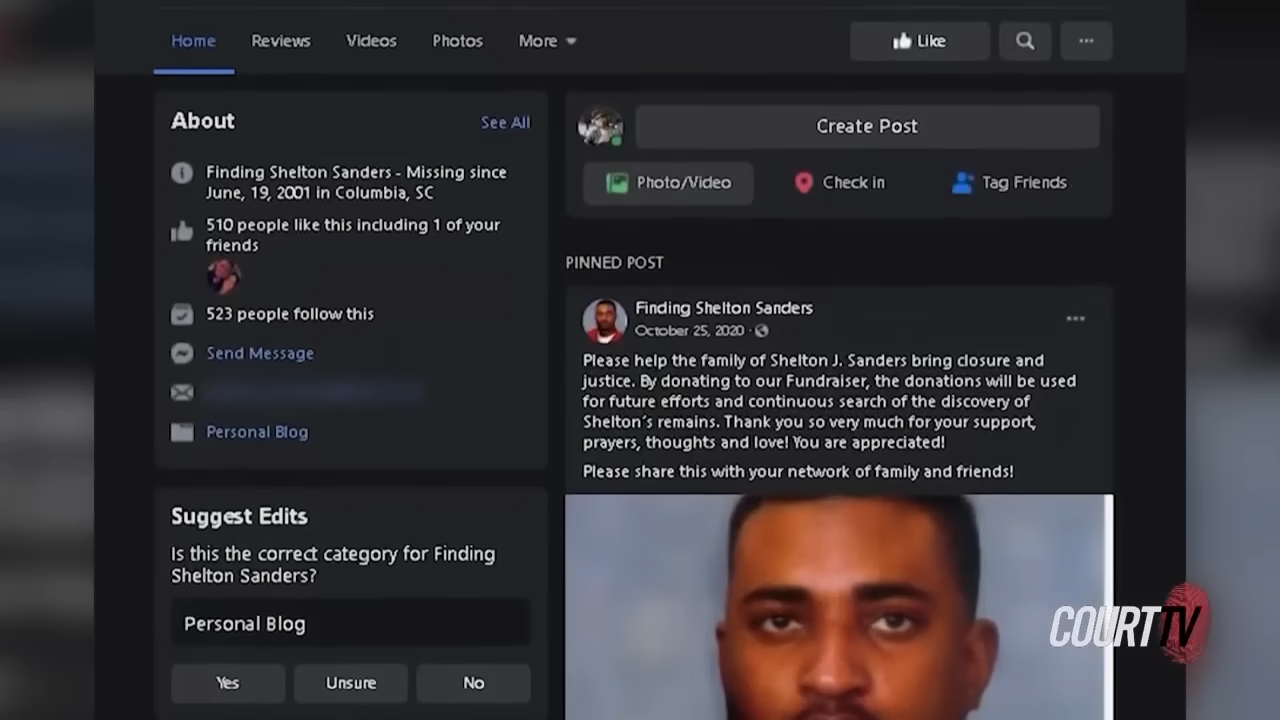 Home Reviews Videos Photos More Like
About
See All
Finding Shelton Sanders - Missing since
June, 19, 2001 in Columbia, SC
510 people like this including 1 of your
friends
523 people follow this
Send Message
Personal Blog
Suggest Edits
Is this the correct category for Finding
Shelton Sanders?
Personal Blog
Yes Unsure No
Create Post
Photo/Video Check in Tag Friends
PINNED POST
Finding Shelton Sanders
October 25, 2020 ·
Please help the family of Shelton J. Sanders bring closure and
justice. By donating to our Fundraiser, the donations will be used
for future efforts and continuous search of the discovery of
Shelton's remains. Thank you so very much for your support,
prayers, thoughts and love! You are appreciated!
Please share this with your network of family and friends!
COURT TV